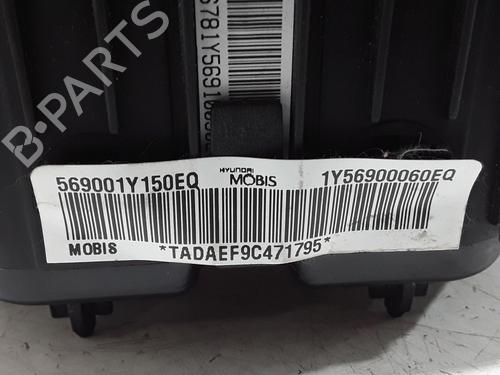 B-PARTS
569001Y150EQ
HYUNDAI
MOBIS
1Y56900060EQ
MOBIS
*TADAEF9C471795*